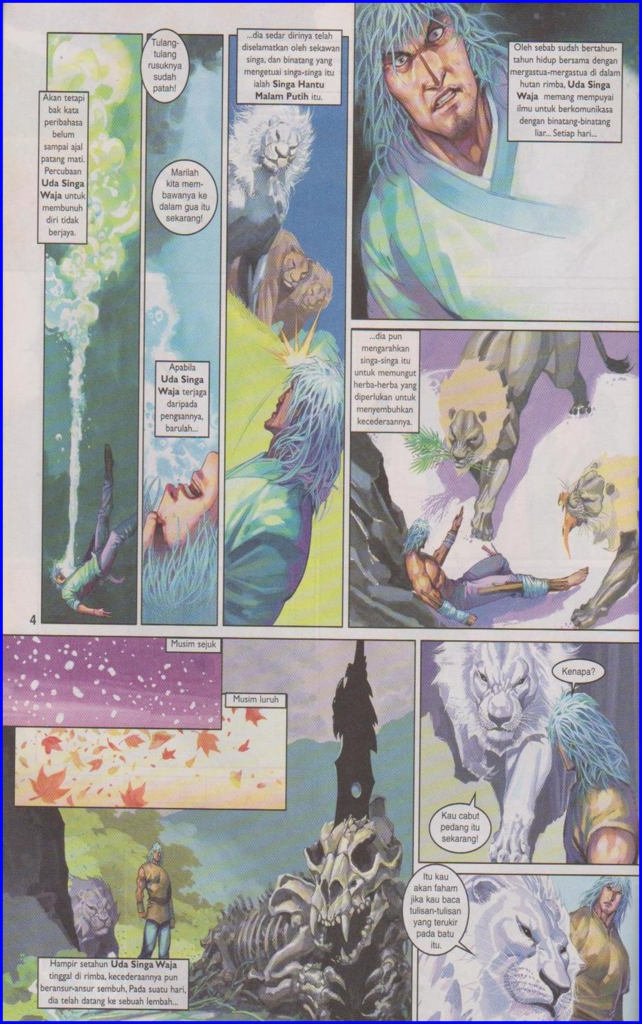 Akan tetapi
bak kata
peribahasa
belum
sampai ajal
patang mati.
Percubaan
Uda Singa
Waja untuk
membunuh
diri tidak
berjaya.
Tulang-
tulang
rusuknya
sudah
patah!
Marilah
kita mem-
bawanya ke
dalam gua itu
sekarang!
Apabila
Uda Singa
Waja terjaga
daripada
pengsannya,
barulah...
...dia sedar dirinya telah
diselamatkan oleh sekawan
singa, dan binatang yang
mengetuai singa-singa itu
ialah Singa Hantu
Malam Putih itu.
Oleh sebab sudah bertahun-
tahun hidup bersama dengan
mergastua-mergastua di dalam
hutan rimba, Uda Singa
Waja memang mempuyai
ilmu untuk berkomunikasa
dengan binatang-binatang
liar... Setiap hari...
...dia pun
mengarahkan
singa-singa itu
untuk memungut
herba-herba yang
diperlukan untuk
menyembuhkan
kecederaannya.
4
Musim sejuk
Musim luruh
Hampir setahun Uda Singa Waja
tinggal di rimba, kecederaannya pun
beransur-ansur sembuh, Pada suatu hari,
dia telah datang ke sebuah lembah...
Kenapa?
Kau cabut
pedang itu
sekarang!
Itu kau
akan faham
jika kau baca
tulisan-tulisan
yang terukir
pada batu
itu.